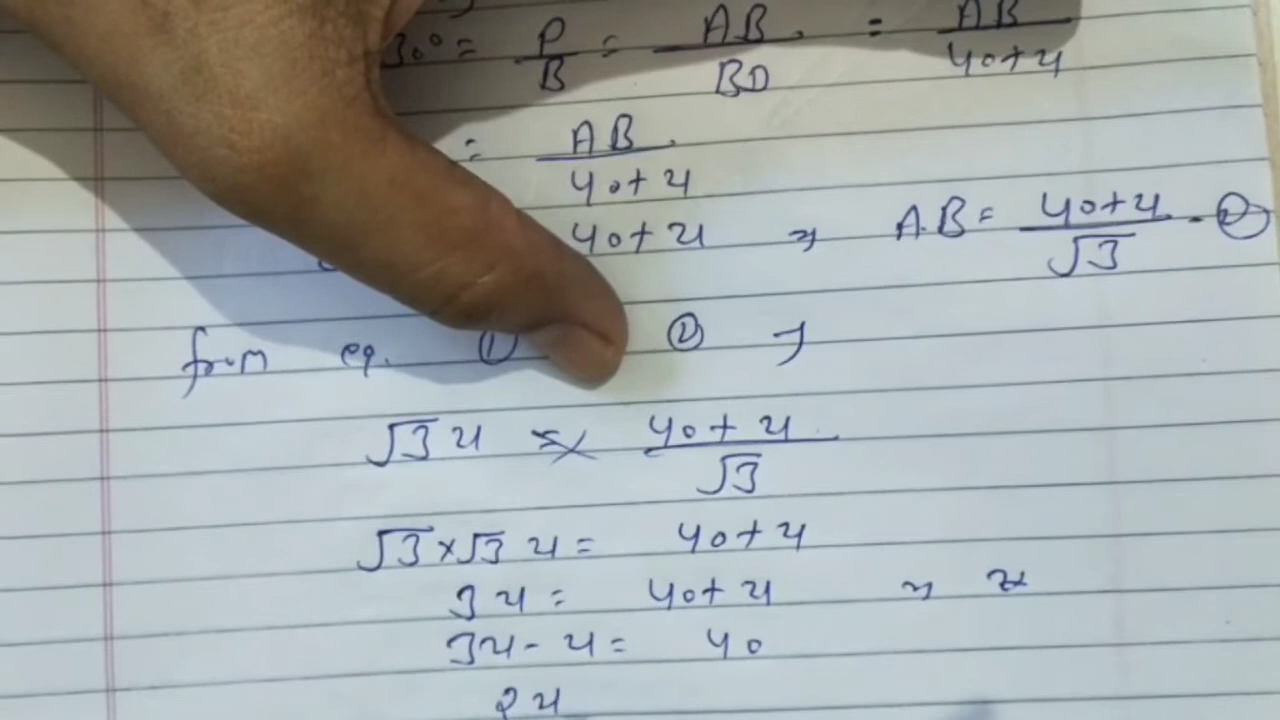 30° = P/B = AB/BD = AB/40+x
= AB/40+x
40+x ⇒ AB = 40+x/√3 - ②
from eq. ① ② ,
√3x = 40+x/√3
√3×√3 x = 40+x
3x = 40+x
3x-x = 40
2x